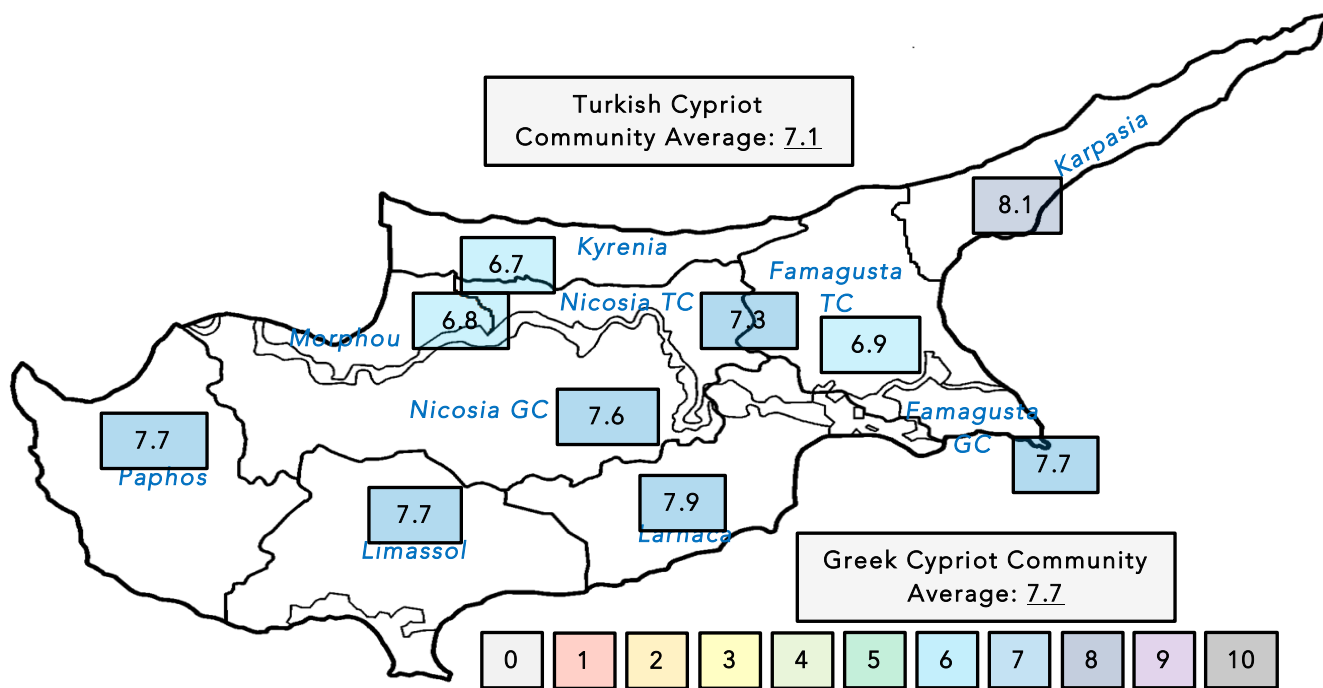 Turkish Cypriot
Community Average: 7.1
Karpasia
8.1
Kyrenia
6.7
Famagusta
TC
Nicosia TC
7.3
6.8
Morphou
6.9
Nicosia GC
7.6
Famagusta
GC
7.7
Paphos
7.7
7.7
Limassol
7.9
Larnaca
Greek Cypriot Community
Average: 7.7
0 1 2 3 4 5 6 7 8 9 10